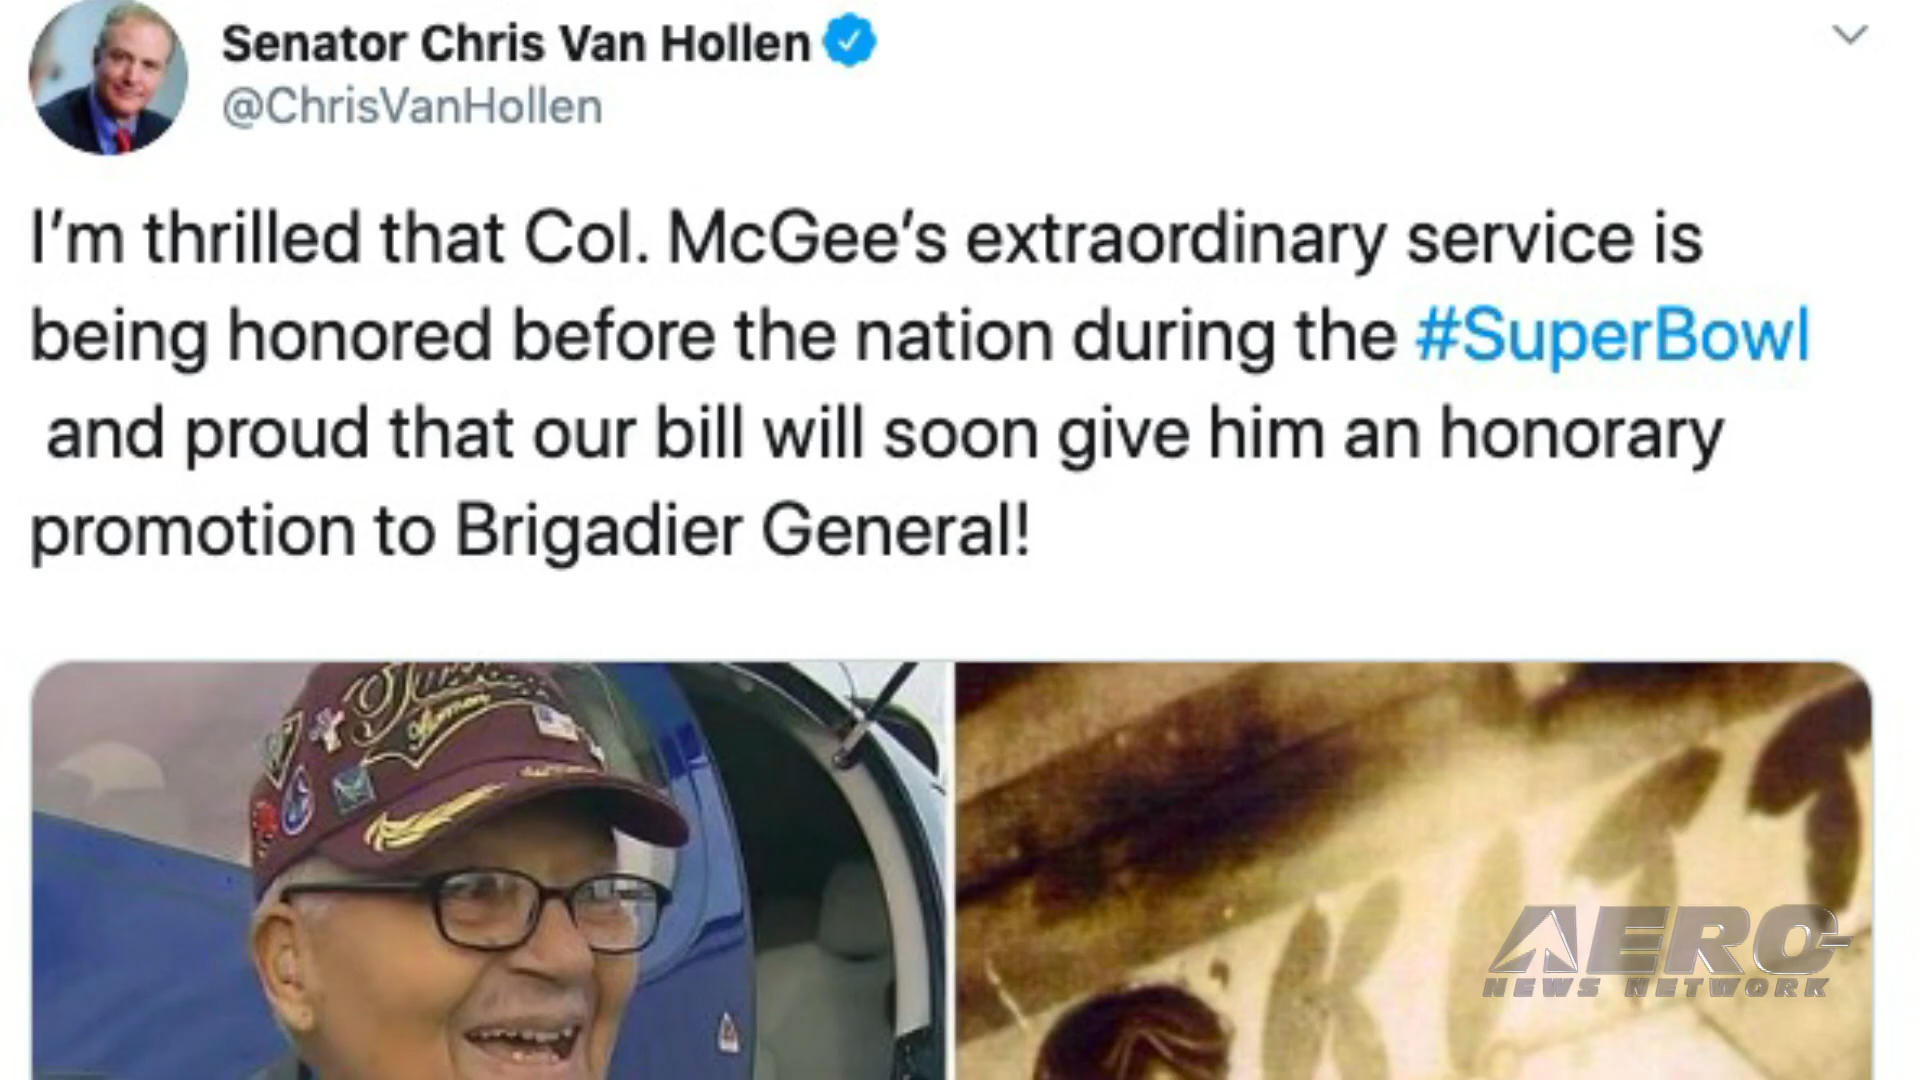 Senator Chris Van Hollen
@ChrisVanHollen
I'm thrilled that Col. McGee's extraordinary service is
being honored before the nation during the #SuperBowl
and proud that our bill will soon give him an honorary
promotion to Brigadier General!
Airmen
AERO-
NEWS NETWORK